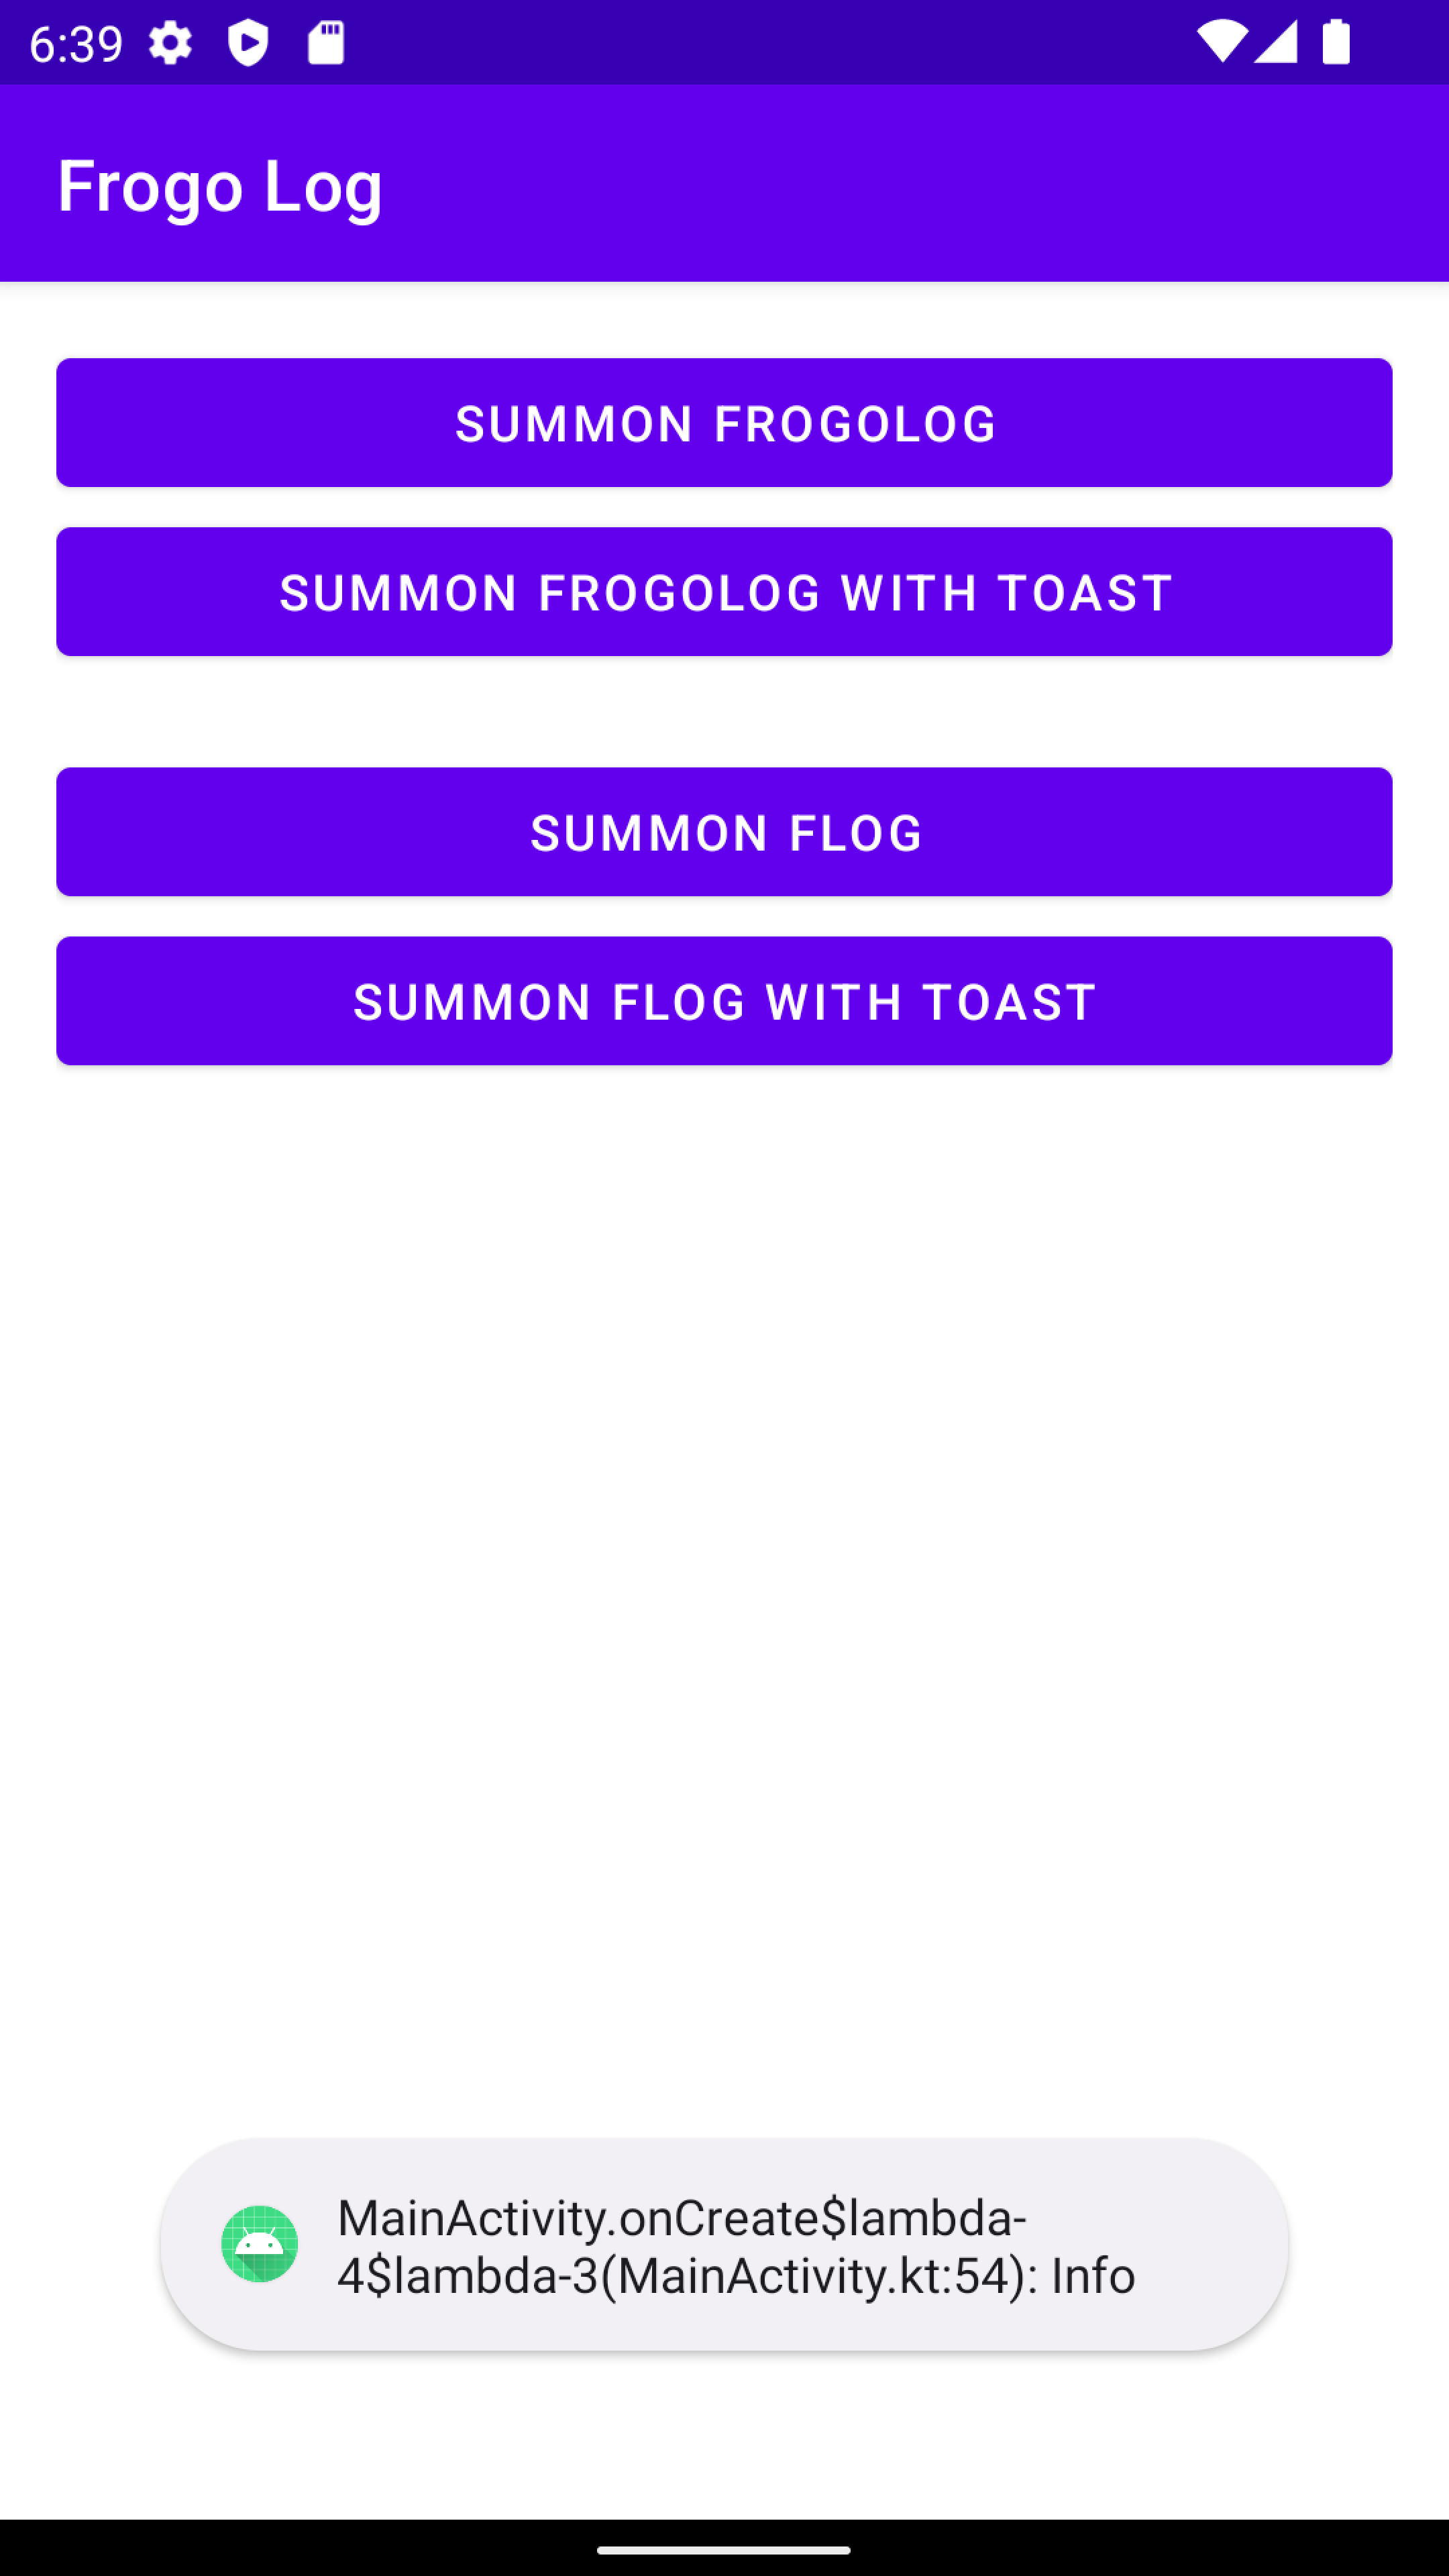 6:39
Frogo Log
SUMMON FROGOLOG
SUMMON FROGOLOG WITH TOAST
SUMMON FLOG
SUMMON FLOG WITH TOAST
MainActivity.onCreate$lambda-
4$lambda-3(MainActivity.kt:54): Info